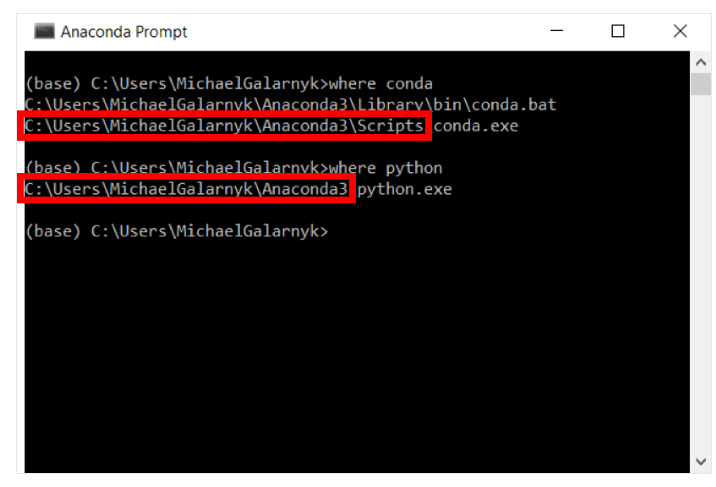 Anaconda Prompt
(base) C:\Users\MichaelGalarnyk>where conda
C:\Users\MichaelGalarnyk\Anaconda3\Library\bin\conda.bat
C:\Users\MichaelGalarnyk\Anaconda3\Scripts conda.exe
(base) C:\Users\MichaelGalarnyk>where python
C:\Users\MichaelGalarnyk\Anaconda3 python.exe
(base) C:\Users\MichaelGalarnyk>